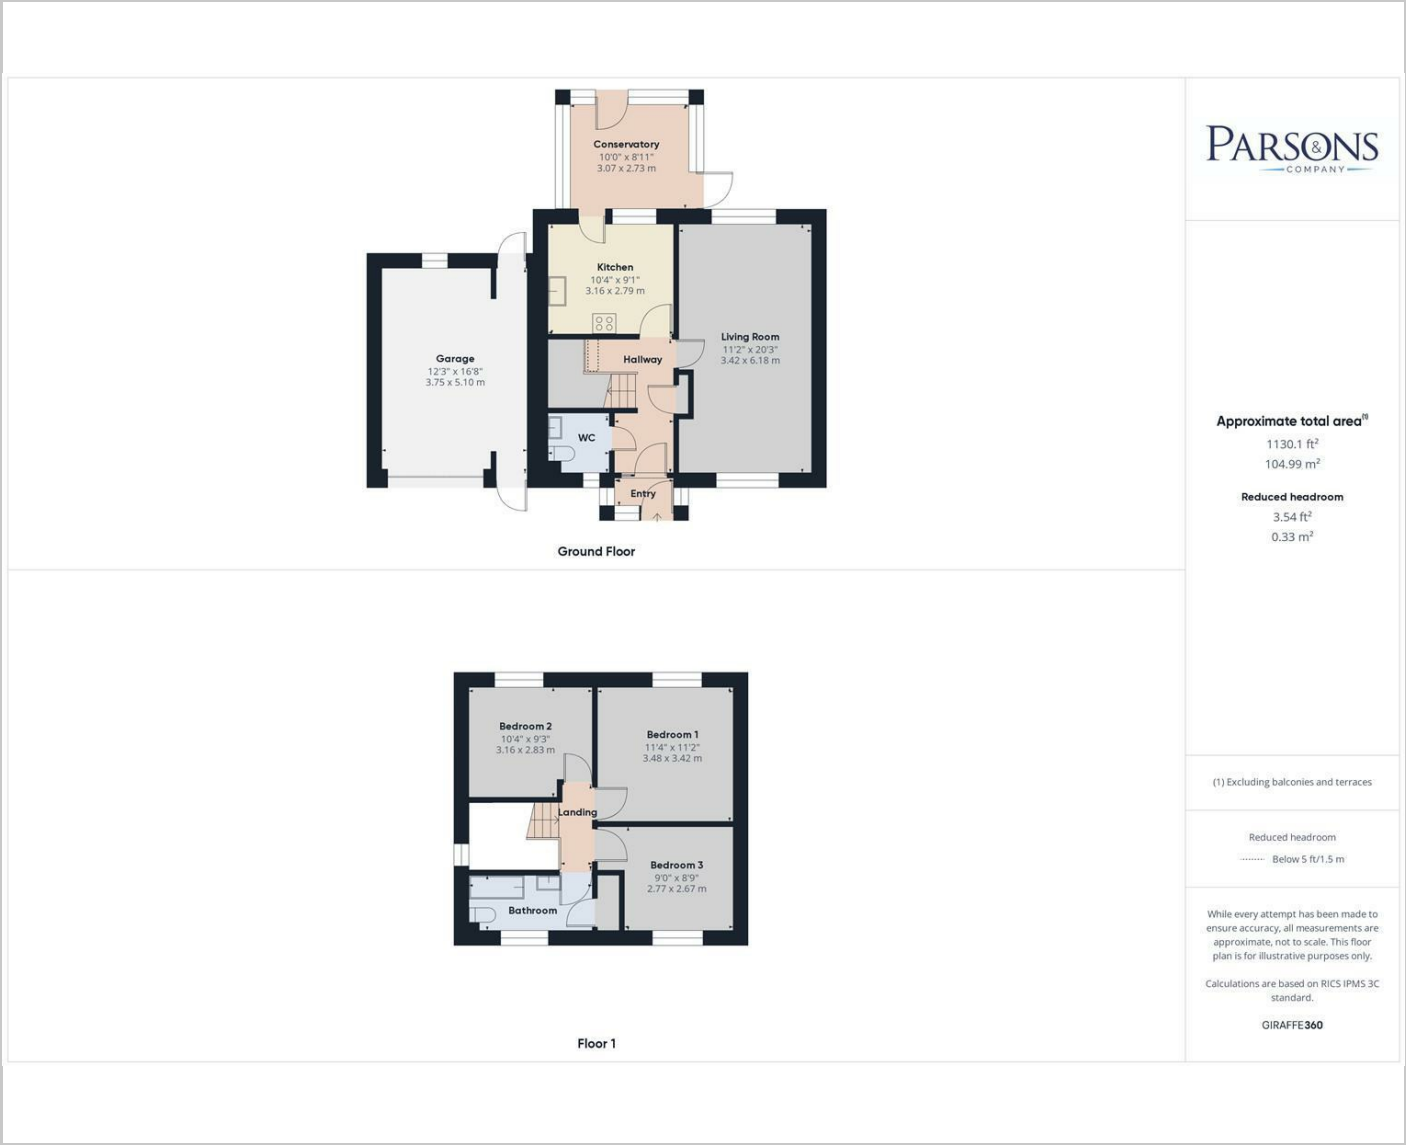 Conservatory
10'0" x 8'11"
3.07 x 2.73 m
Kitchen
10'4" x 9'1"
3.16 x 2.79 m
Living Room
11'2" x 20'3"
3.42 x 6.18 m
Garage
12'3" x 16'8"
3.75 x 5.10 m
Hallway
WC
Entry
Ground Floor
Bedroom 2
10'4" x 9'3"
3.16 x 2.83 m
Bedroom 1
11'4" x 11'2"
3.48 x 3.42 m
Landing
Bedroom 3
9'0" x 8'9"
2.77 x 2.67 m
Bathroom
Floor 1
PARSONS
&
COMPANY
Approximate total area(1)
1130.1 ft²
104.99 m²
Reduced headroom
3.54 ft²
0.33 m²
(1) Excluding balconies and terraces
Reduced headroom
Below 5 ft/1.5 m
While every attempt has been made to
ensure accuracy, all measurements are
approximate, not to scale. This floor
plan is for illustrative purposes only.
Calculations are based on RICS IPMS 3C
standard.
GIRAFFE360